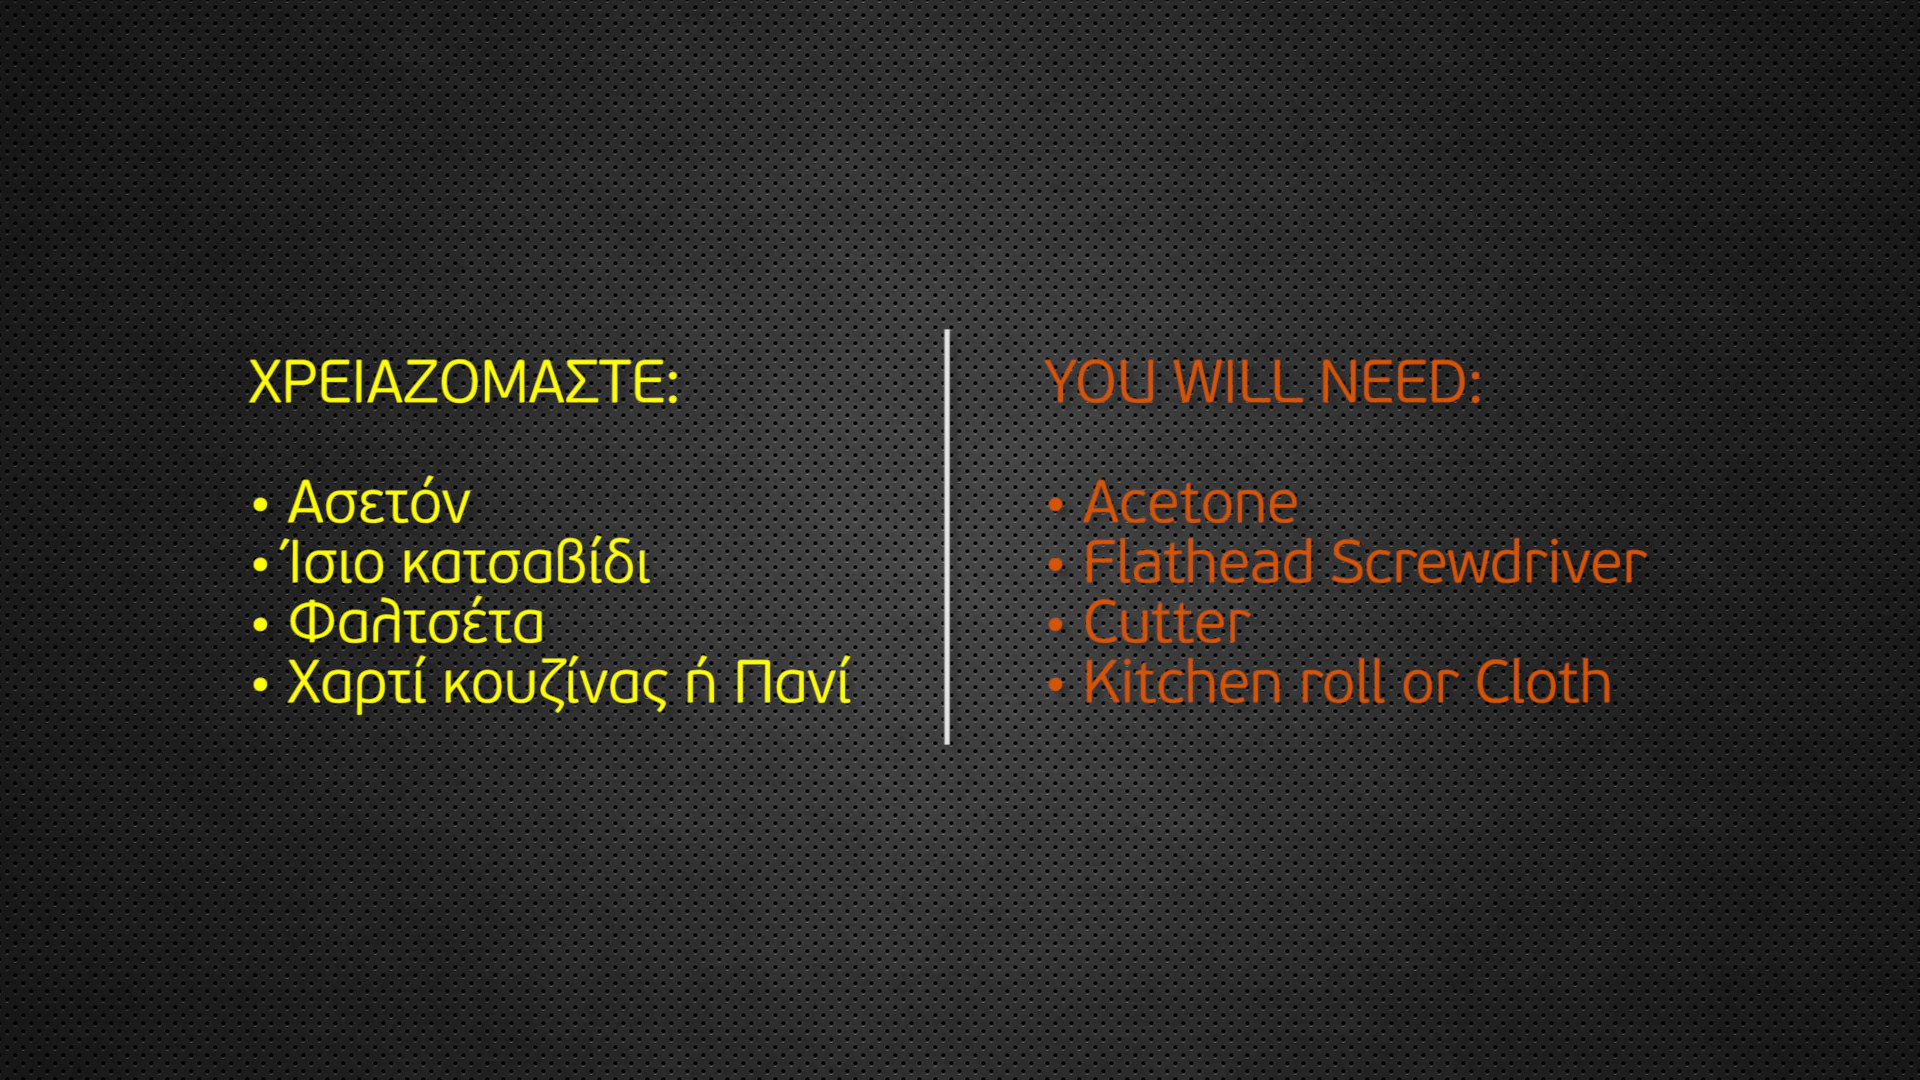 ΧΡΕΙΑΖΟΜΑΣΤΕ:
• Ασετόν
• Ίσιο κατσαβίδι
• Φαλτσέτα
• Χαρτί κουζίνας ή Πανί
YOU WILL NEED:
• Acetone
• Flathead Screwdriver
• Cutter
• Kitchen roll or Cloth